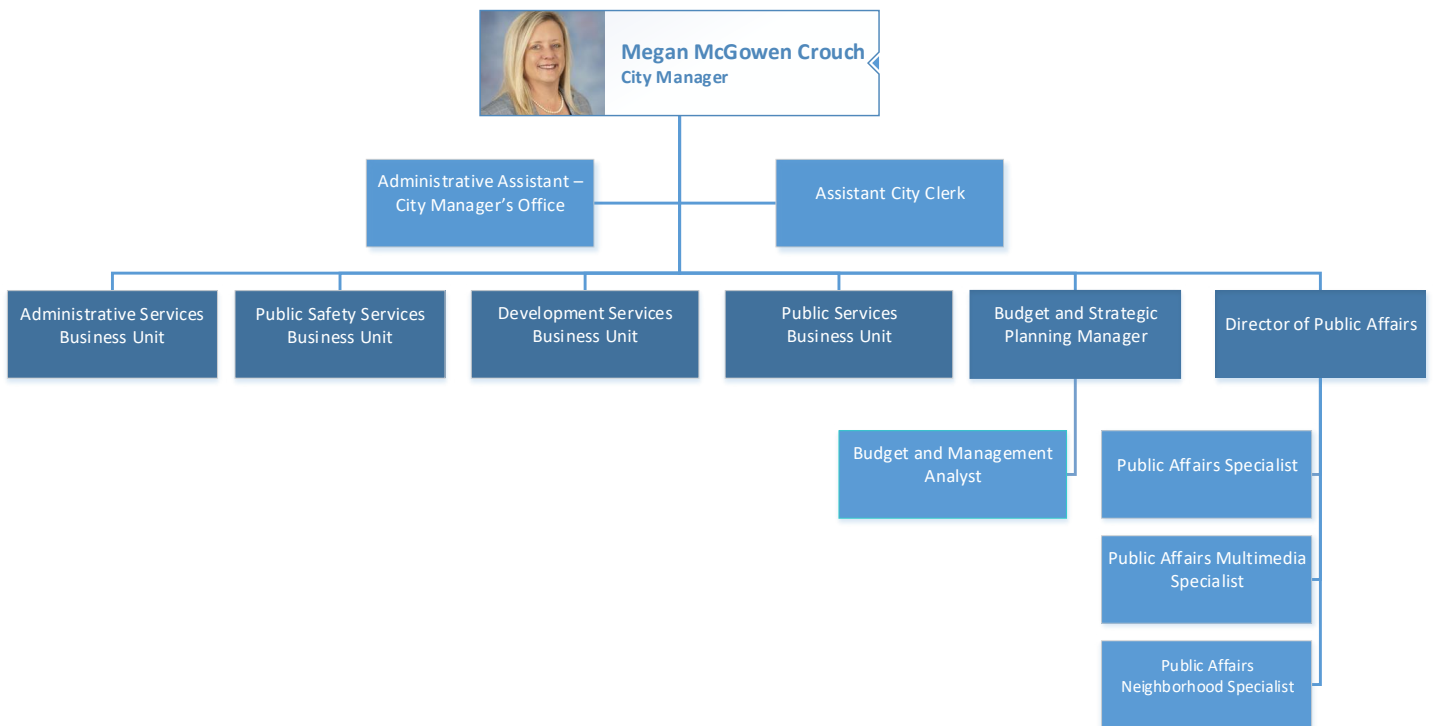 Megan McGowen Crouch
City Manager
Administrative Assistant –
City Manager's Office
Assistant City Clerk
Administrative Services
Business Unit
Public Safety Services
Business Unit
Development Services
Business Unit
Public Services
Business Unit
Budget and Strategic
Planning Manager
Director of Public Affairs
Budget and Management
Analyst
Public Affairs Specialist
Public Affairs Multimedia
Specialist
Public Affairs
Neighborhood Specialist